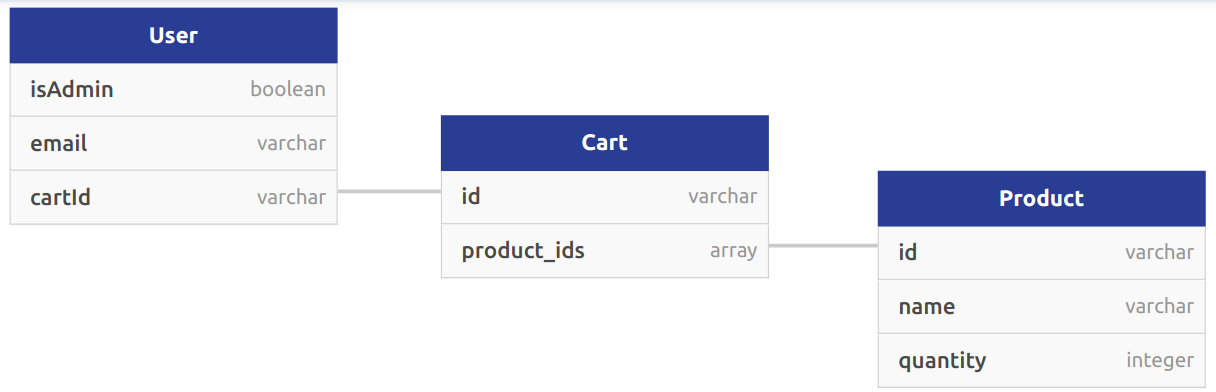 User
isAdmin boolean
email varchar
cartId varchar
Cart
id varchar
product_ids array
Product
id varchar
name varchar
quantity integer